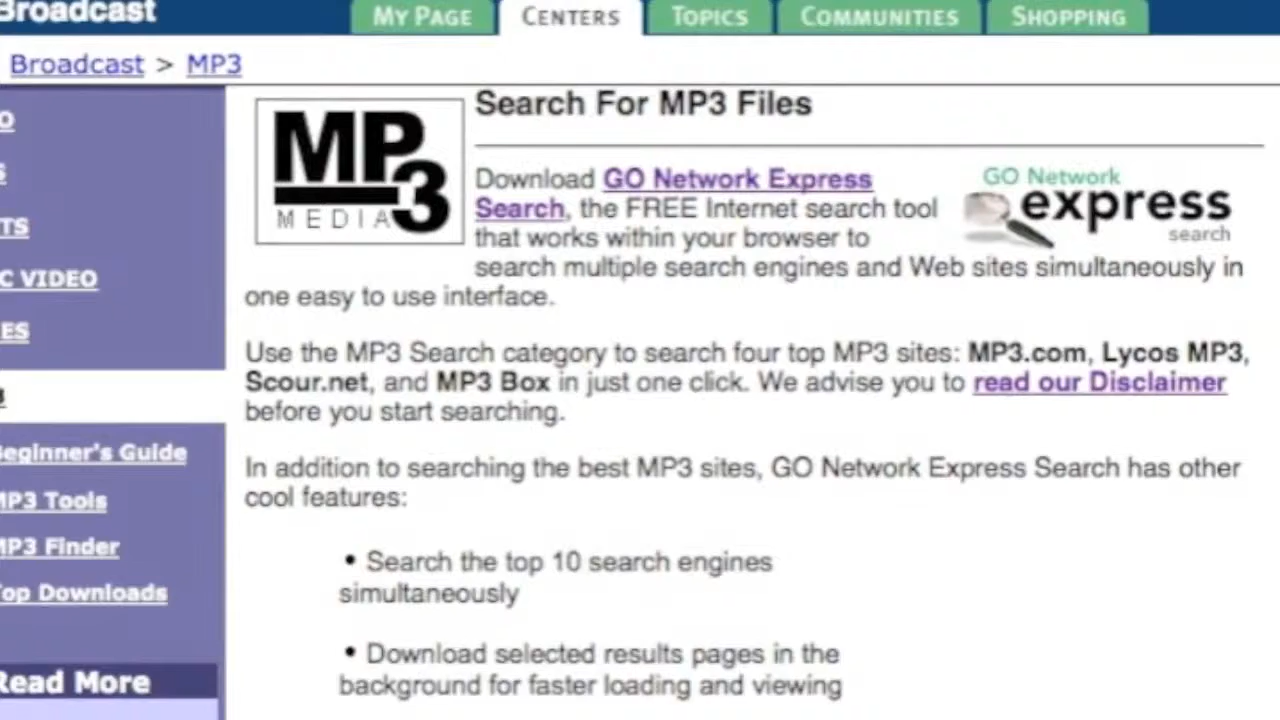 Broadcast
MY PAGE
CENTERS
TOPICS
COMMUNITIES
SHOPPING
Broadcast > MP3
O
S
TS
C VIDEO
ES
3
Beginner's Guide
MP3 Tools
MP3 Finder
Top Downloads
Read More
MP3
MEDIA
Search For MP3 Files
Download GO Network Express
Search, the FREE Internet search tool
that works within your browser to
search multiple search engines and Web sites simultaneously in
one easy to use interface.
GO Network
express
search
Use the MP3 Search category to search four top MP3 sites: MP3.com, Lycos MP3,
Scour.net, and MP3 Box in just one click. We advise you to read our Disclaimer
before you start searching.
In addition to searching the best MP3 sites, GO Network Express Search has other
cool features:
• Search the top 10 search engines
simultaneously
• Download selected results pages in the
background for faster loading and viewing